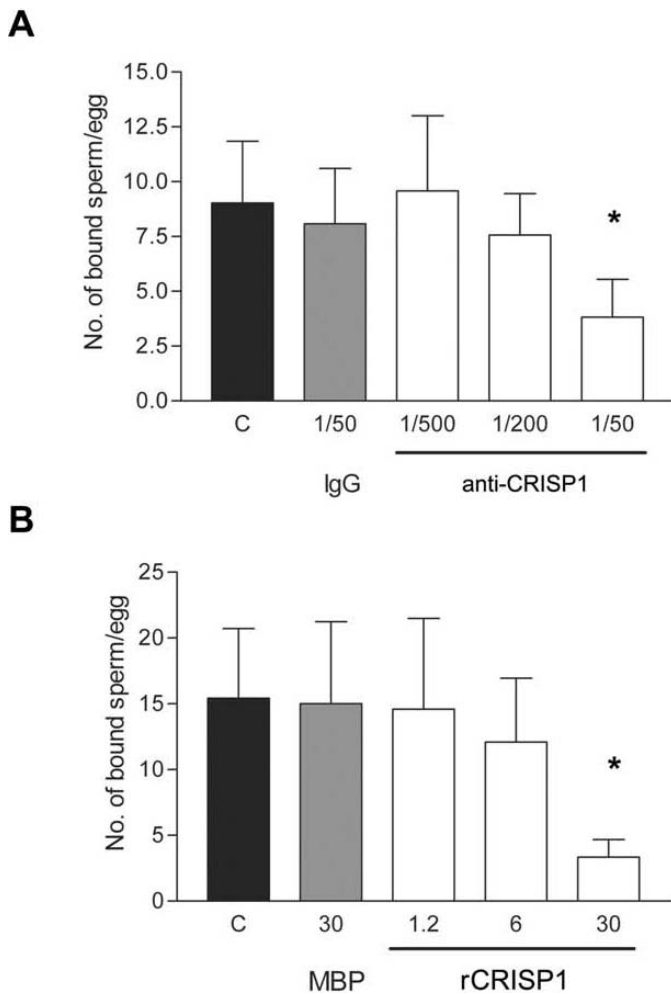 A
No. of bound sperm/egg
15.0
12.5
10.0
7.5
5.0
2.5
0.0
*
C 1/50 1/500 1/200 1/50
IgG anti-CRISP1
B
No. of bound sperm/egg
25
20
15
10
5
0
*
C 30 1.2 6 30
MBP rCRISP1